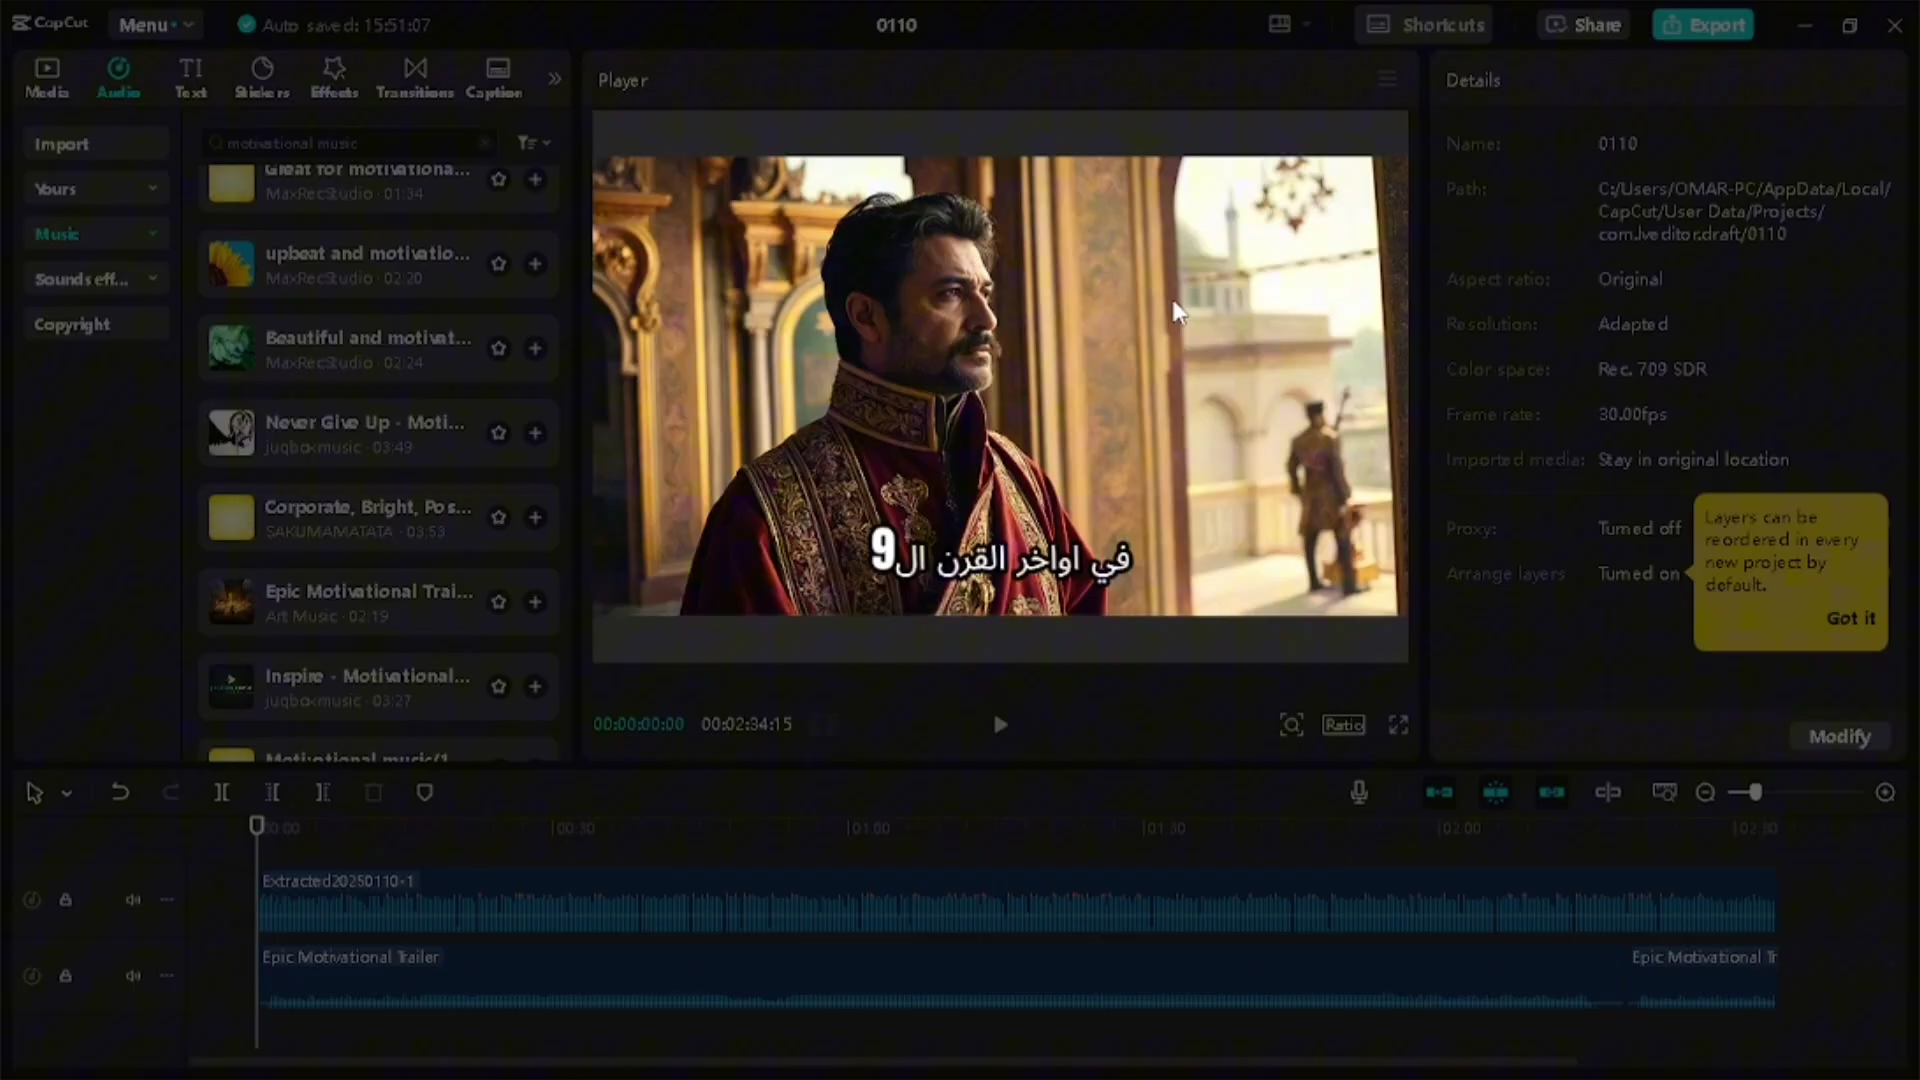 CapCut
Menu
Auto saved: 15:51:07
0110
Shortcuts
Share
Export
Media
Audio
Text
Stickers
Effects
Transitions
Caption
Import
Yours
Music
Sounds eff...
Copyright
motivational music
Great for motivationa...
MaxRecStudio · 01:34
upbeat and motivatio...
MaxRecStudio · 02:20
Beautiful and motivat...
MaxRecStudio · 02:24
Never Give Up - Moti...
juqboxmusic · 03:49
Corporate, Bright, Pos...
SAKUMAMATATA · 03:53
Epic Motivational Trai...
Art Music · 02:19
Inspire - Motivational...
juqboxmusic · 03:27
Player
في اواخر القرن ال9
00:00:00:00
00:02:34:15
Ratio
Details
Name: 0110
Path: C:/Users/OMAR-PC/AppData/Local/
CapCut/User Data/Projects/
com.lveditor.draft/0110
Aspect ratio: Original
Resolution: Adapted
Color space: Rec. 709 SDR
Frame rate: 30.00fps
Imported media: Stay in original location
Proxy: Turned off
Arrange layers Turned on
Layers can be
reordered in every
new project by
default.
Got it
Modify
00:00
00:30
01:00
01:30
02:00
02:30
Extracted20250110-1
Epic Motivational Trailer
Epic Motivational Tr